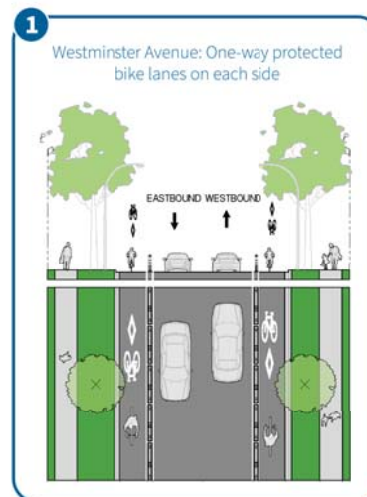 1
Westminster Avenue: One-way protected
bike lanes on each side
EASTBOUND WESTBOUND